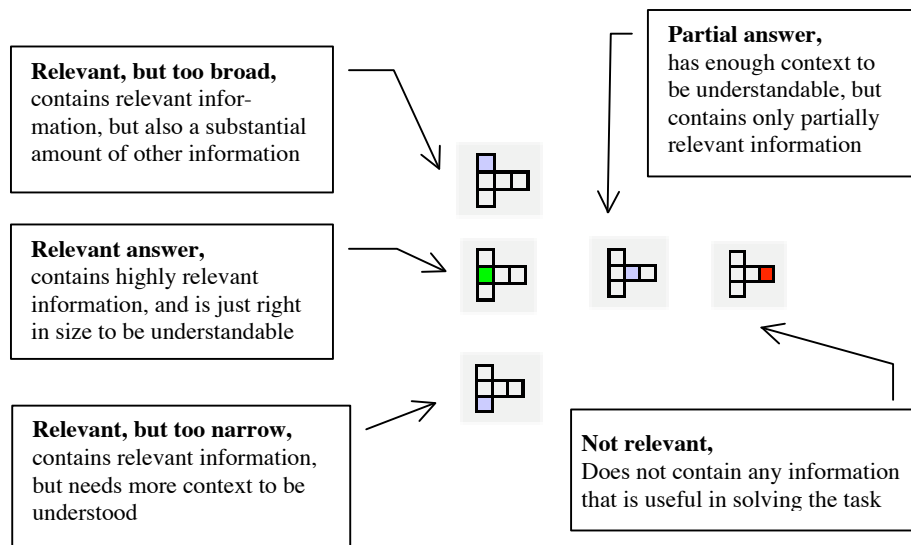 Relevant, but too broad,
contains relevant infor-
mation, but also a substantial
amount of other information
Partial answer,
has enough context to
be understandable, but
contains only partially
relevant information
Relevant answer,
contains highly relevant
information, and is just right
in size to be understandable
Relevant, but too narrow,
contains relevant information,
but needs more context to be
understood
Not relevant,
Does not contain any information
that is useful in solving the task